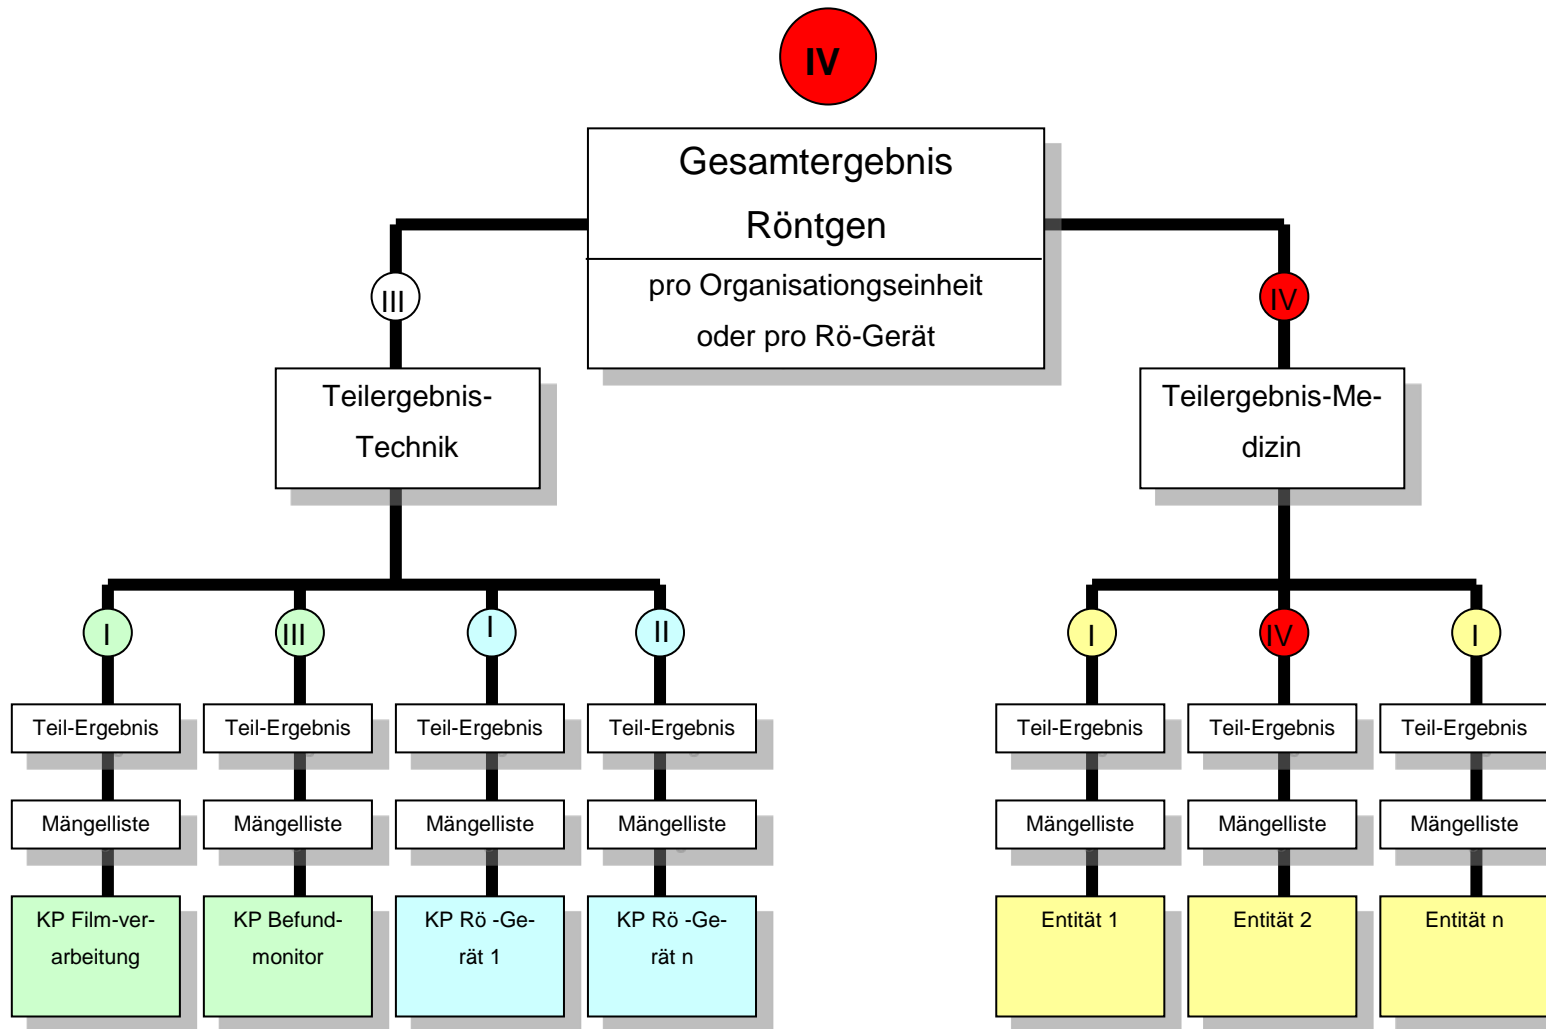 IV
Gesamtergebnis
Röntgen
pro Organisationgseinheit
oder pro Rö-Gerät
III
IV
Teilergebnis-
Technik
Teilergebnis-Me-
dizin
I
III
I
II
I
IV
I
Teil-Ergebnis
Teil-Ergebnis
Teil-Ergebnis
Teil-Ergebnis
Teil-Ergebnis
Teil-Ergebnis
Teil-Ergebnis
Mängelliste
Mängelliste
Mängelliste
Mängelliste
Mängelliste
Mängelliste
Mängelliste
KP Film-ver-
arbeitung
KP Befund-
monitor
KP Rö -Ge-
rät 1
KP Rö -Ge-
rät n
Entität 1
Entität 2
Entität n